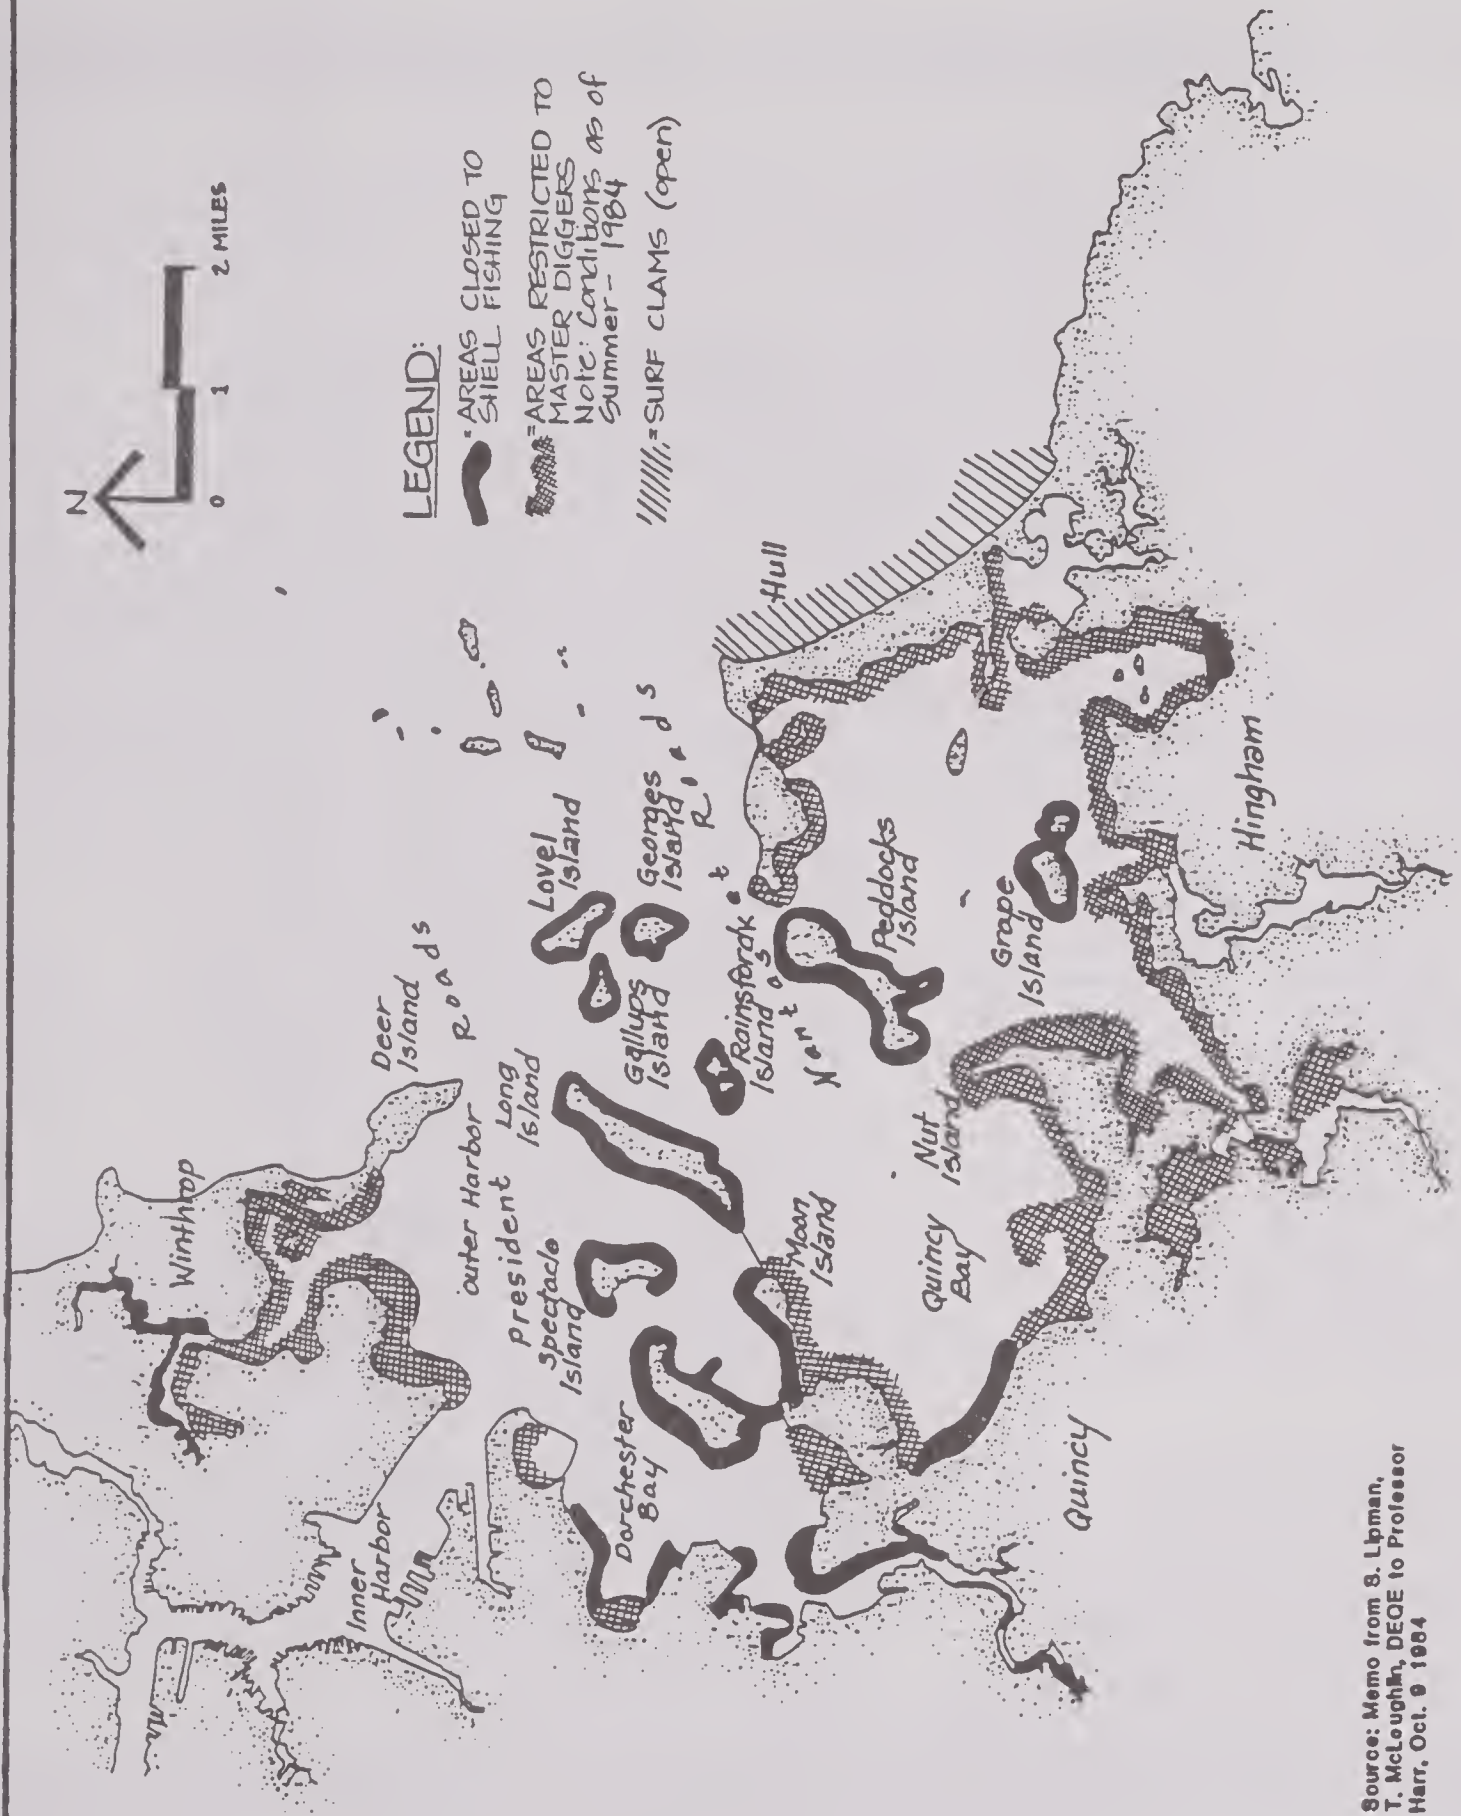 N
0 1 2 MILES
LEGEND:
= AREAS CLOSED TO
SHELL FISHING
= AREAS RESTRICTED TO
MASTER DIGGERS
Note: Conditions as of
Summer - 1984
= SURF CLAMS (open)
Winthrop
Deer
Island
Roads
Outer Harbor
President
Inner
Harbor
Long
Island
Spectacle
Island
Lovel
Island
Gallups
Island
Georges
Island
Roads
Rainsfordk
Island
Nantasket
Hull
Dorchester
Bay
Moon
Island
Peddocks
Island
Quincy
Bay
Nut
Island
Grape
Island
Hingham
Quincy
Source: Memo from S. Lipman,
T. McLoughlin, DEQE to Professor
Harr, Oct. 9 1984